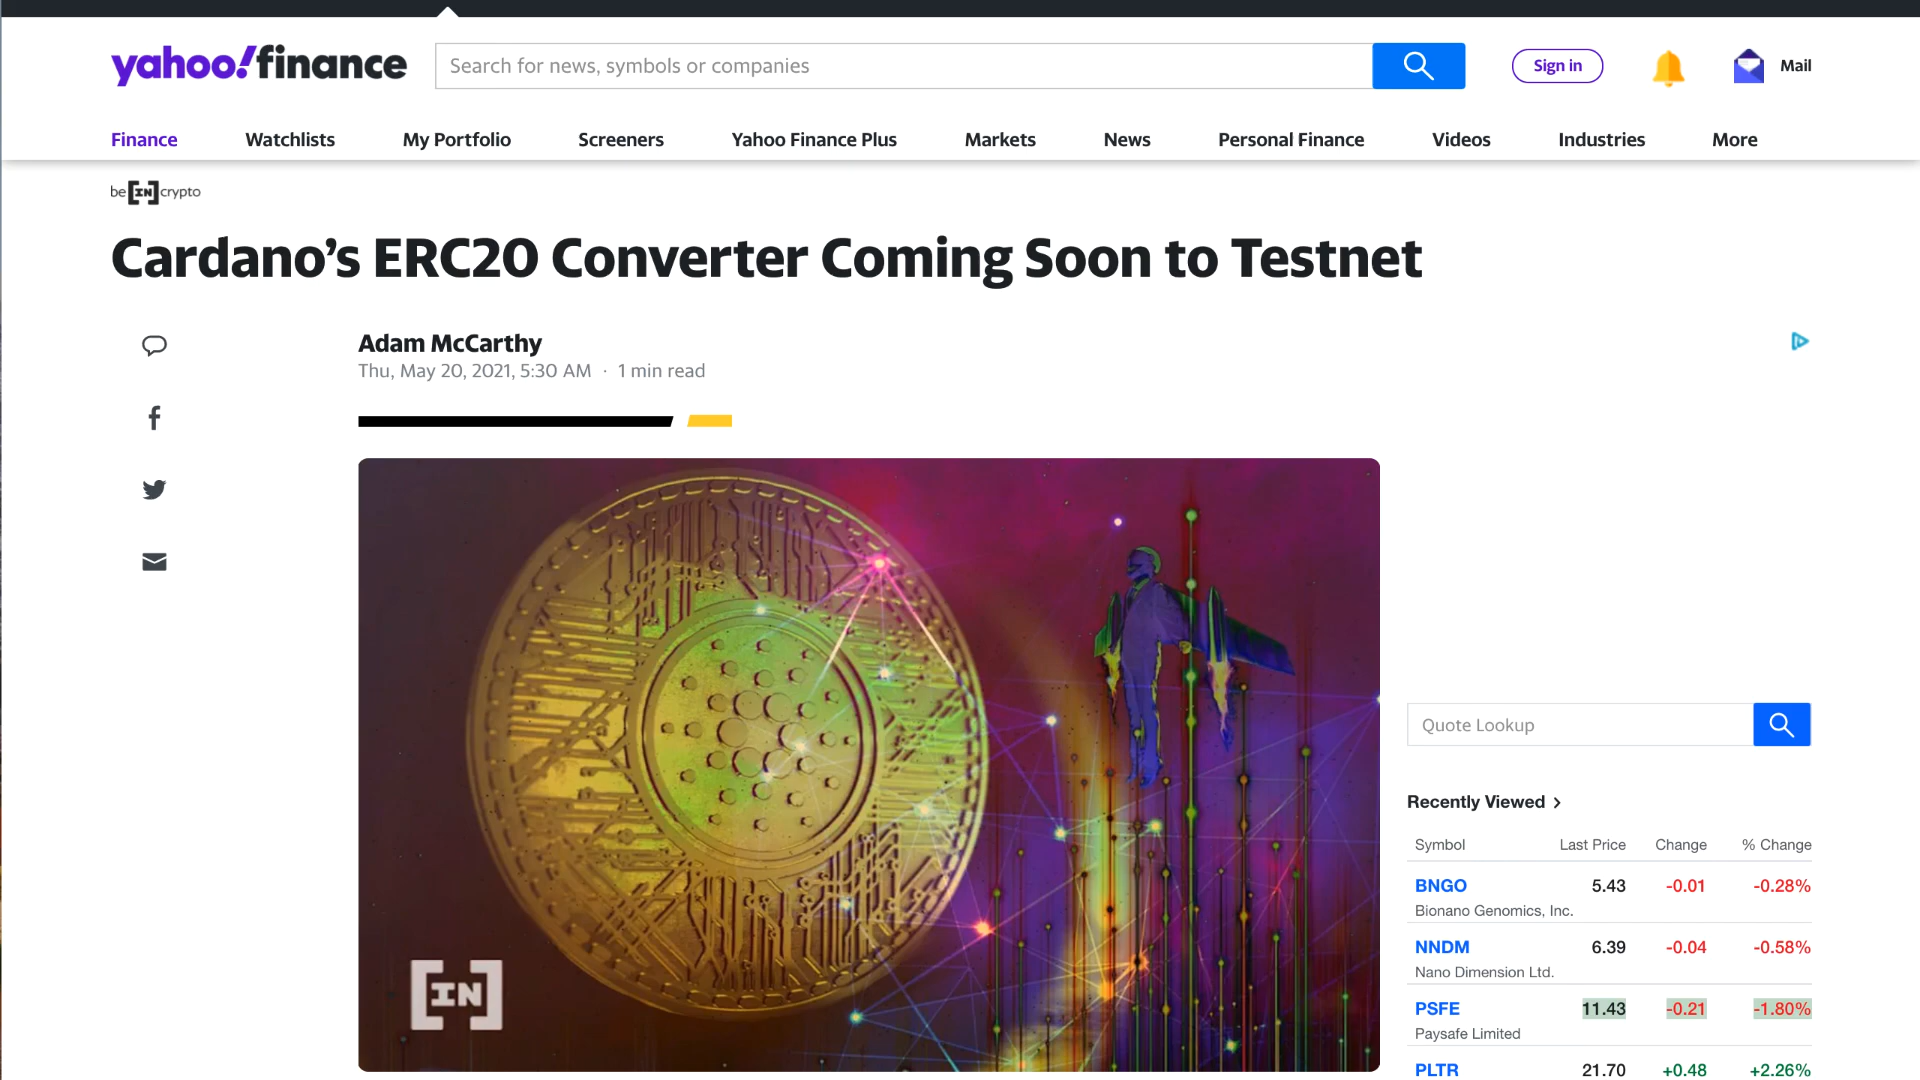 yahoo!finance
Search for news, symbols or companies
Sign in
Mail
Finance Watchlists My Portfolio Screeners Yahoo Finance Plus Markets News Personal Finance Videos Industries More
be[IN]crypto
Cardano’s ERC20 Converter Coming Soon to Testnet
Adam McCarthy
Thu, May 20, 2021, 5:30 AM · 1 min read
[IN]
Quote Lookup
Recently Viewed
Symbol Last Price Change % Change
BNGO 5.43 -0.01 -0.28%
Bionano Genomics, Inc.
NNDM 6.39 -0.04 -0.58%
Nano Dimension Ltd.
PSFE 11.43 -0.21 -1.80%
Paysafe Limited
PLTR 21.70 +0.48 +2.26%